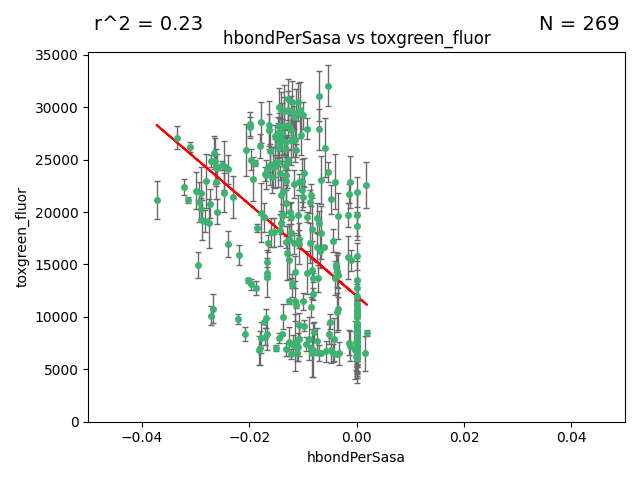 r^2 = 0.23
N = 269
hbondPerSasa vs toxgreen_fluor
35000
30000
25000
20000
15000
10000
5000
0
toxgreen_fluor
−0.04
−0.02
0.00
0.02
0.04
hbondPerSasa